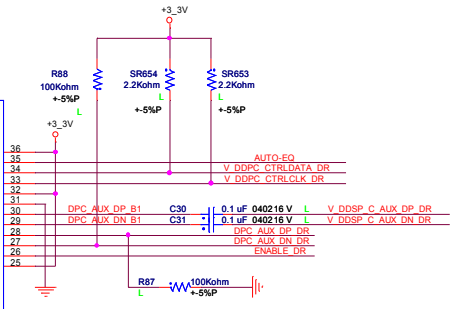 +3_3V
R88
100Kohm
+-5%P
L
SR654
2.2Kohm
L
+-5%P
SR653
2.2Kohm
L
+-5%P
+3_3V
36
35 AUTO-EQ
34 V_DDPC_CTRLDATA_DR
33 V_DDPC_CTRLCLK_DR
32
31
30 DPC_AUX_DP_B1 C30 0.1 uF 040216 V L V_DDSP_C_AUX_DP_DR
29 DPC_AUX_DN_B1 C31 0.1 uF 040216 V L V_DDSP_C_AUX_DN_DR
28 DPC_AUX_DP_DR
27 DPC_AUX_DN_DR
26 ENABLE_DR
25
R87 100Kohm
L +-5%P